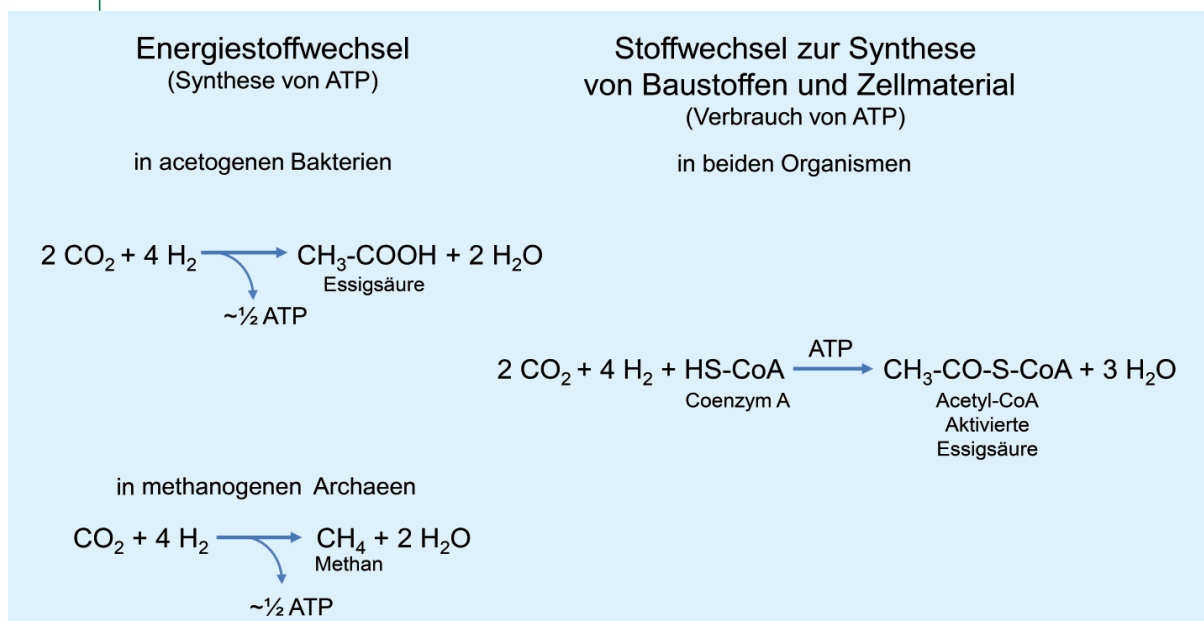 Energiestoffwechsel
(Synthese von ATP)
in acetogenen Bakterien
2 CO₂ + 4 H₂ → CH₃-COOH + 2 H₂O
Essigsäure
~½ ATP
in methanogenen Archaeen
CO₂ + 4 H₂ → CH₄ + 2 H₂O
Methan
~½ ATP
Stoffwechsel zur Synthese
von Baustoffen und Zellmaterial
(Verbrauch von ATP)
in beiden Organismen
ATP
2 CO₂ + 4 H₂ + HS-CoA → CH₃-CO-S-CoA + 3 H₂O
Coenzym A
Acetyl-CoA
Aktivierte
Essigsäure